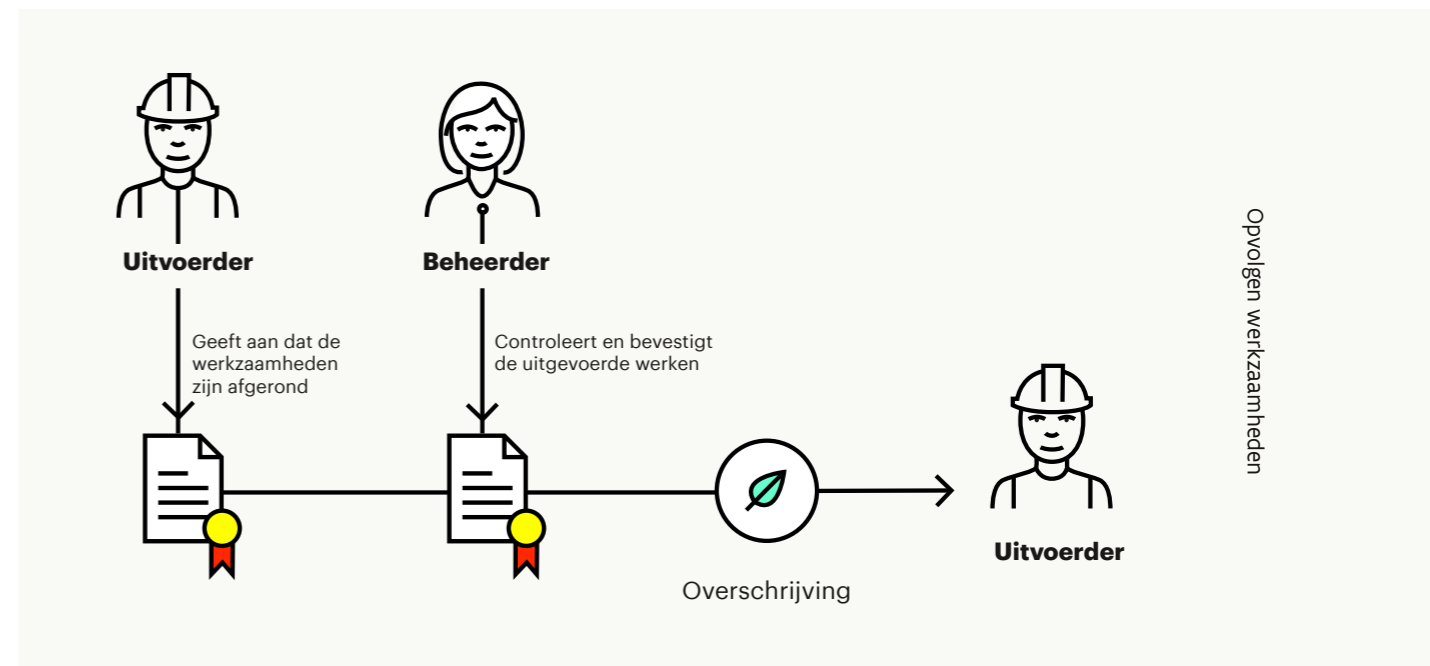 Uitvoerder
Geeft aan dat de
werkzaamheden
zijn afgerond
Beheerder
Controleert en bevestigt
de uitgevoerde werken
Overschrijving
Uitvoerder
Opvolgen werkzaamheden